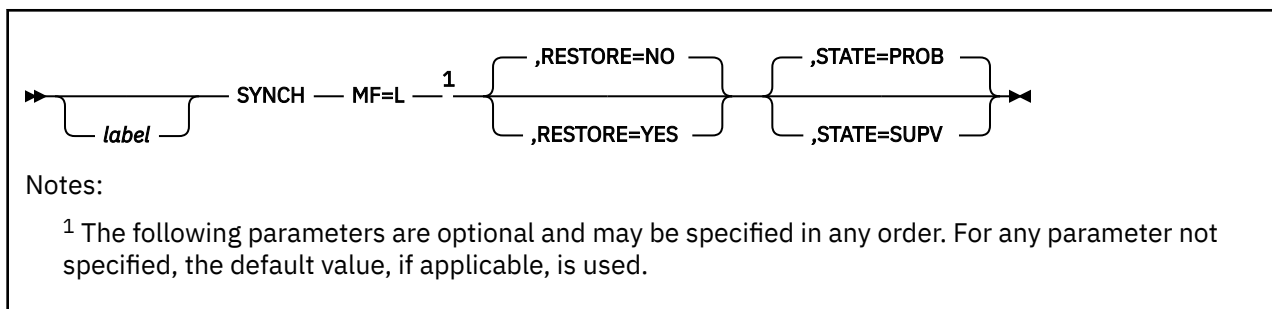 ,RESTORE=NO ,STATE=PROB
label SYNCH MF=L 1 ,RESTORE=YES ,STATE=SUPV
Notes:
1 The following parameters are optional and may be specified in any order. For any parameter not
specified, the default value, if applicable, is used.